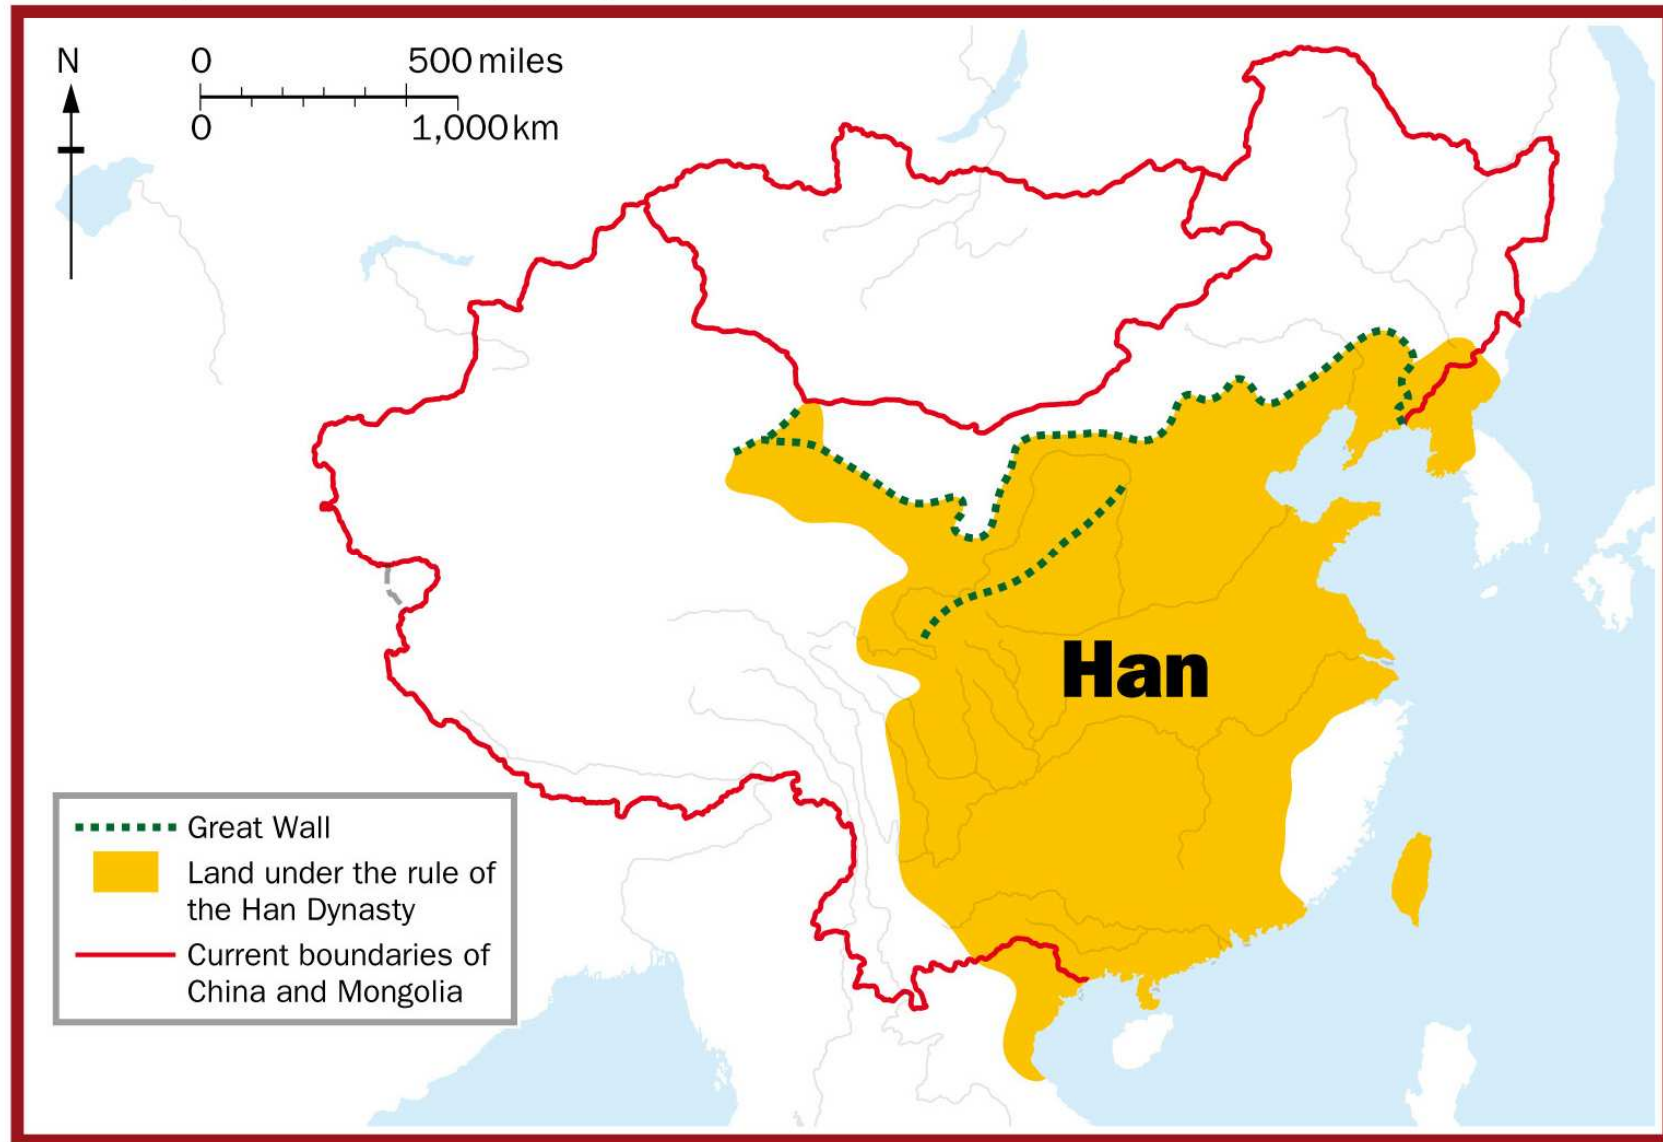 N
0 500 miles
0 1,000 km
Han
Great Wall
Land under the rule of
the Han Dynasty
Current boundaries of
China and Mongolia